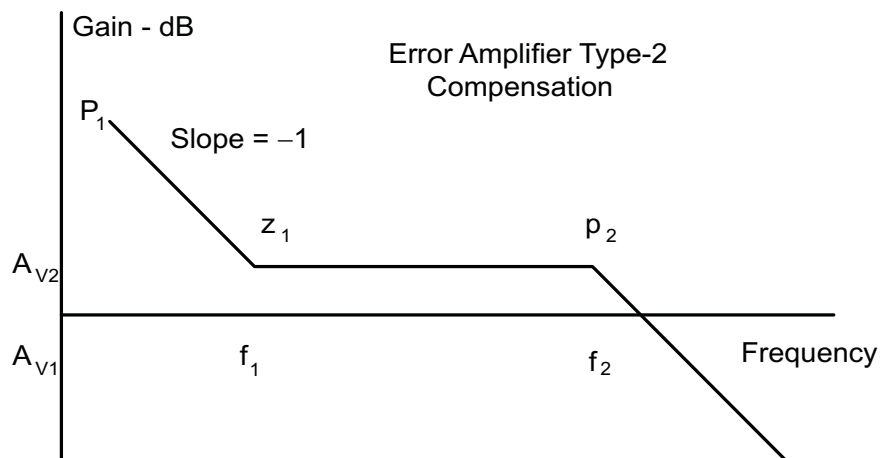 Gain - dB
Error Amplifier Type-2
Compensation
P1
Slope = −1
z1
p2
AV2
AV1
f1
f2
Frequency